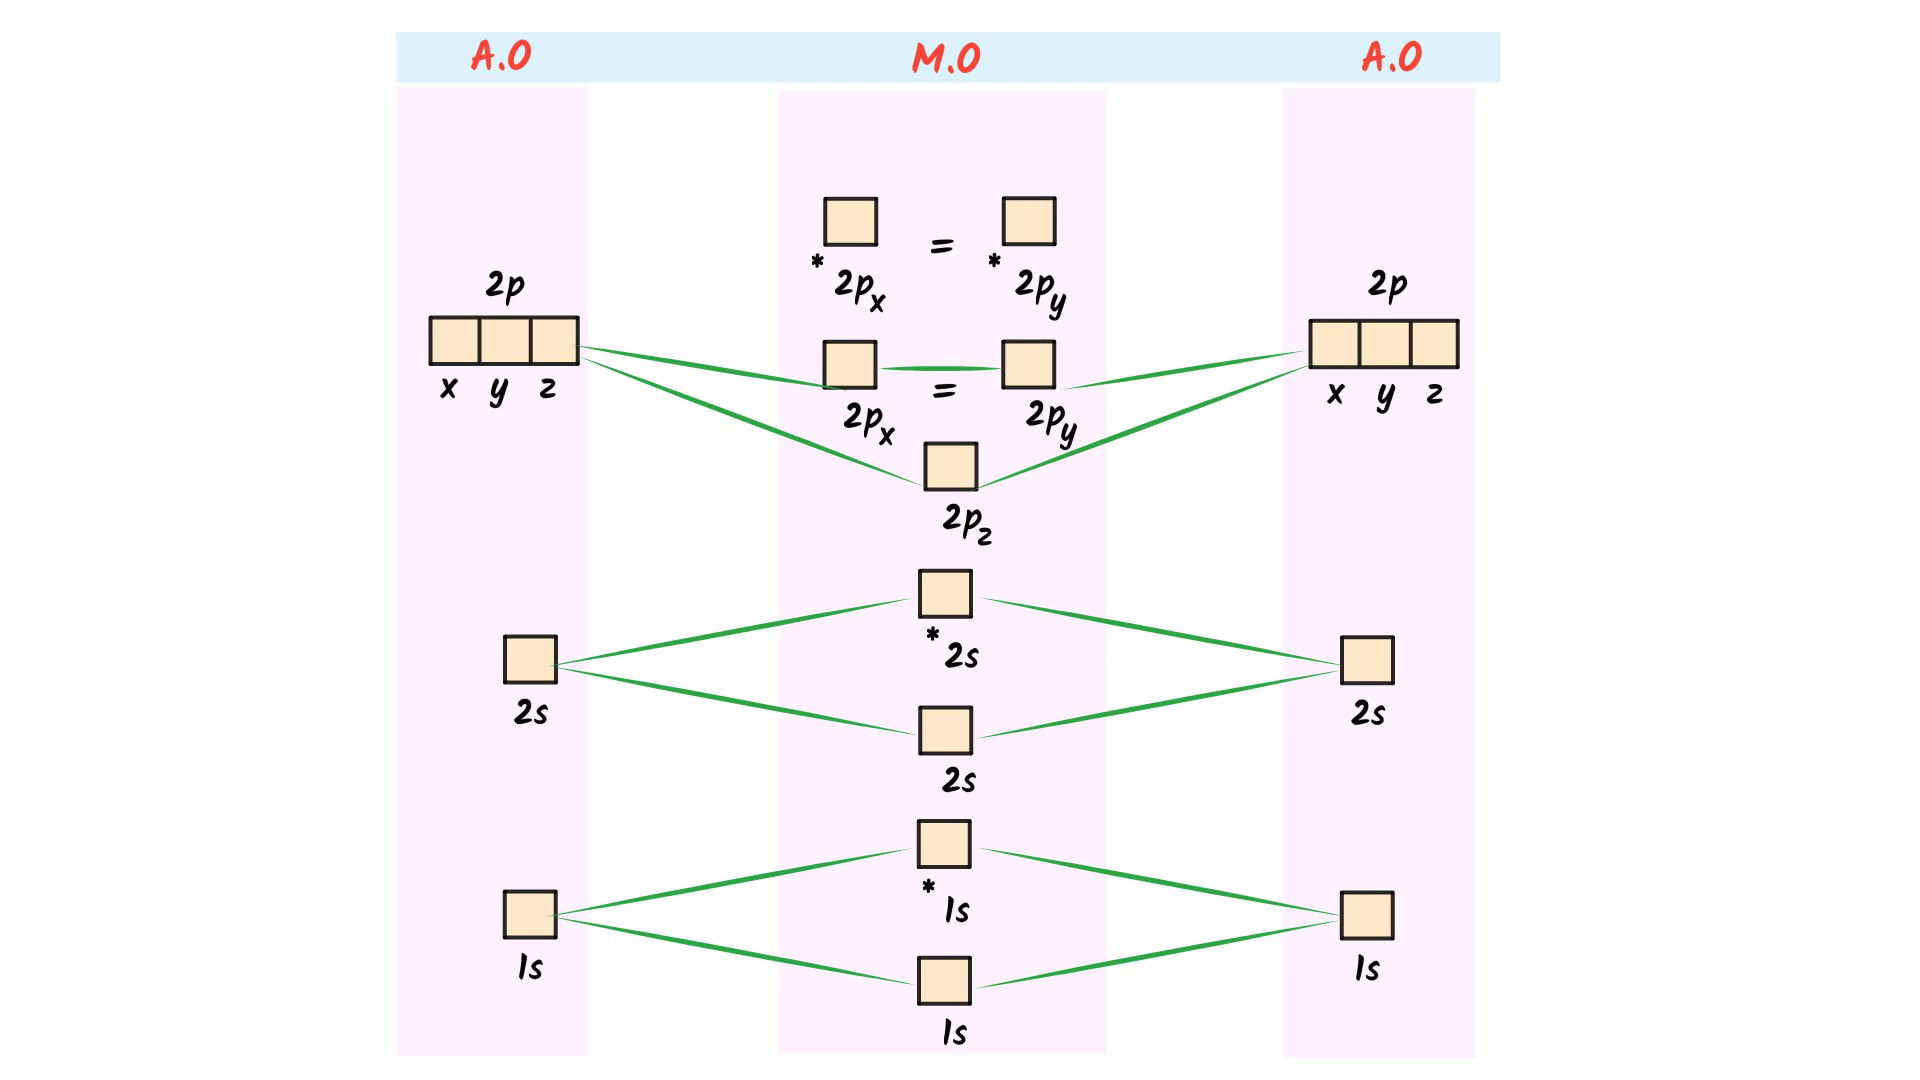 A.O M.O A.O
* 2px = * 2py
2p 2p
x y z x y z
2px = 2py
2pz
* 2s
2s 2s
2s
* 1s
1s 1s
1s